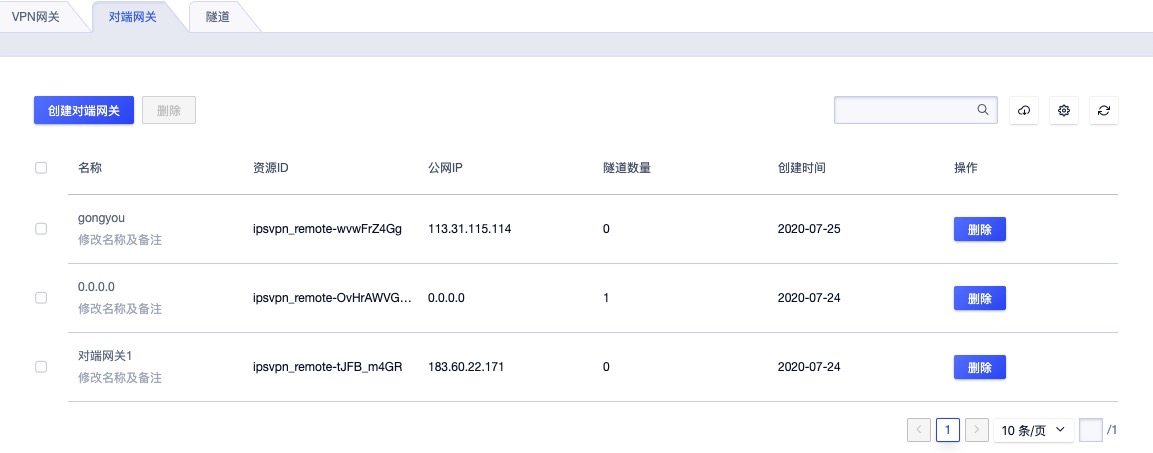 VPN网关 对端网关 隧道
创建对端网关 删除
名称 资源ID 公网IP 隧道数量 创建时间 操作
gongyou
修改名称及备注
ipsvpn_remote-wvwFrZ4Gg 113.31.115.114 0 2020-07-25 删除
0.0.0.0
修改名称及备注
ipsvpn_remote-OvHrAWVG... 0.0.0.0 1 2020-07-24 删除
对端网关1
修改名称及备注
ipsvpn_remote-tJFB_m4GR 183.60.22.171 0 2020-07-24 删除
1 10 条/页 /1